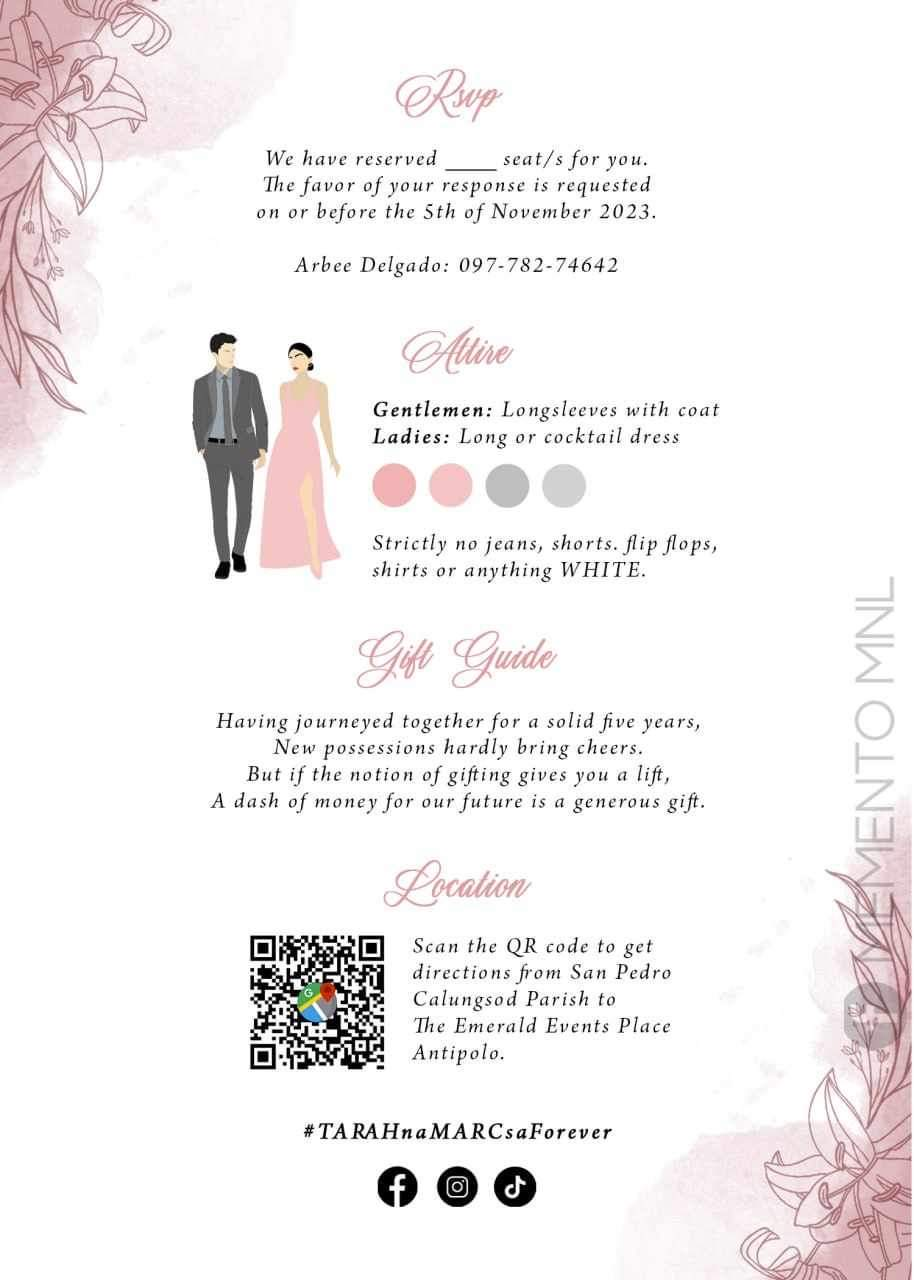 Rsvp
We have reserved ____ seat/s for you.
The favor of your response is requested
on or before the 5th of November 2023.
Arbee Delgado: 097-782-74642
Attire
Gentlemen: Longsleeves with coat
Ladies: Long or cocktail dress
Strictly no jeans, shorts. flip flops,
shirts or anything WHITE.
Gift Guide
Having journeyed together for a solid five years,
New possessions hardly bring cheers.
But if the notion of gifting gives you a lift,
A dash of money for our future is a generous gift.
Location
Scan the QR code to get
directions from San Pedro
Calungsod Parish to
The Emerald Events Place
Antipolo.
#TARAHnaMARCsaForever
MEMENTO MNL
G